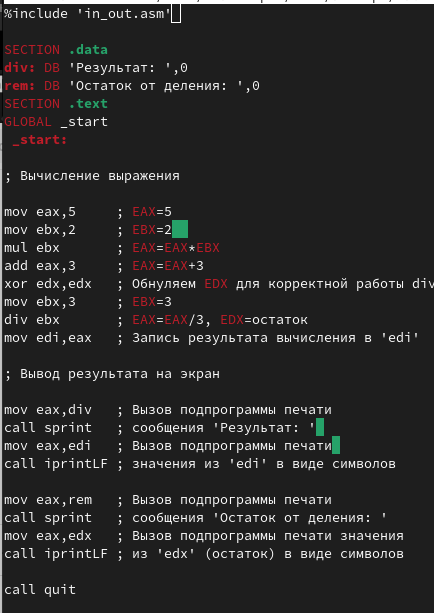 %include 'in_out.asm'
SECTION .data
div: DB 'Результат: ',0
rem: DB 'Остаток от деления: ',0
SECTION .text
GLOBAL _start
_start:
; Вычисление выражения
mov eax,5 ; EAX=5
mov ebx,2 ; EBX=2
mul ebx ; EAX=EAX*EBX
add eax,3 ; EAX=EAX+3
xor edx,edx ; Обнуляем EDX для корректной работы div
mov ebx,3 ; EBX=3
div ebx ; EAX=EAX/3, EDX=остаток
mov edi,eax ; Запись результата вычисления в 'edi'
; Вывод результата на экран
mov eax,div ; Вызов подпрограммы печати
call sprint ; сообщения 'Результат: '
mov eax,edi ; Вызов подпрограммы печати
call iprintLF ; значения из 'edi' в виде символов
mov eax,rem ; Вызов подпрограммы печати
call sprint ; сообщения 'Остаток от деления: '
mov eax,edx ; Вызов подпрограммы печати значения
call iprintLF ; из 'edx' (остаток) в виде символов
call quit